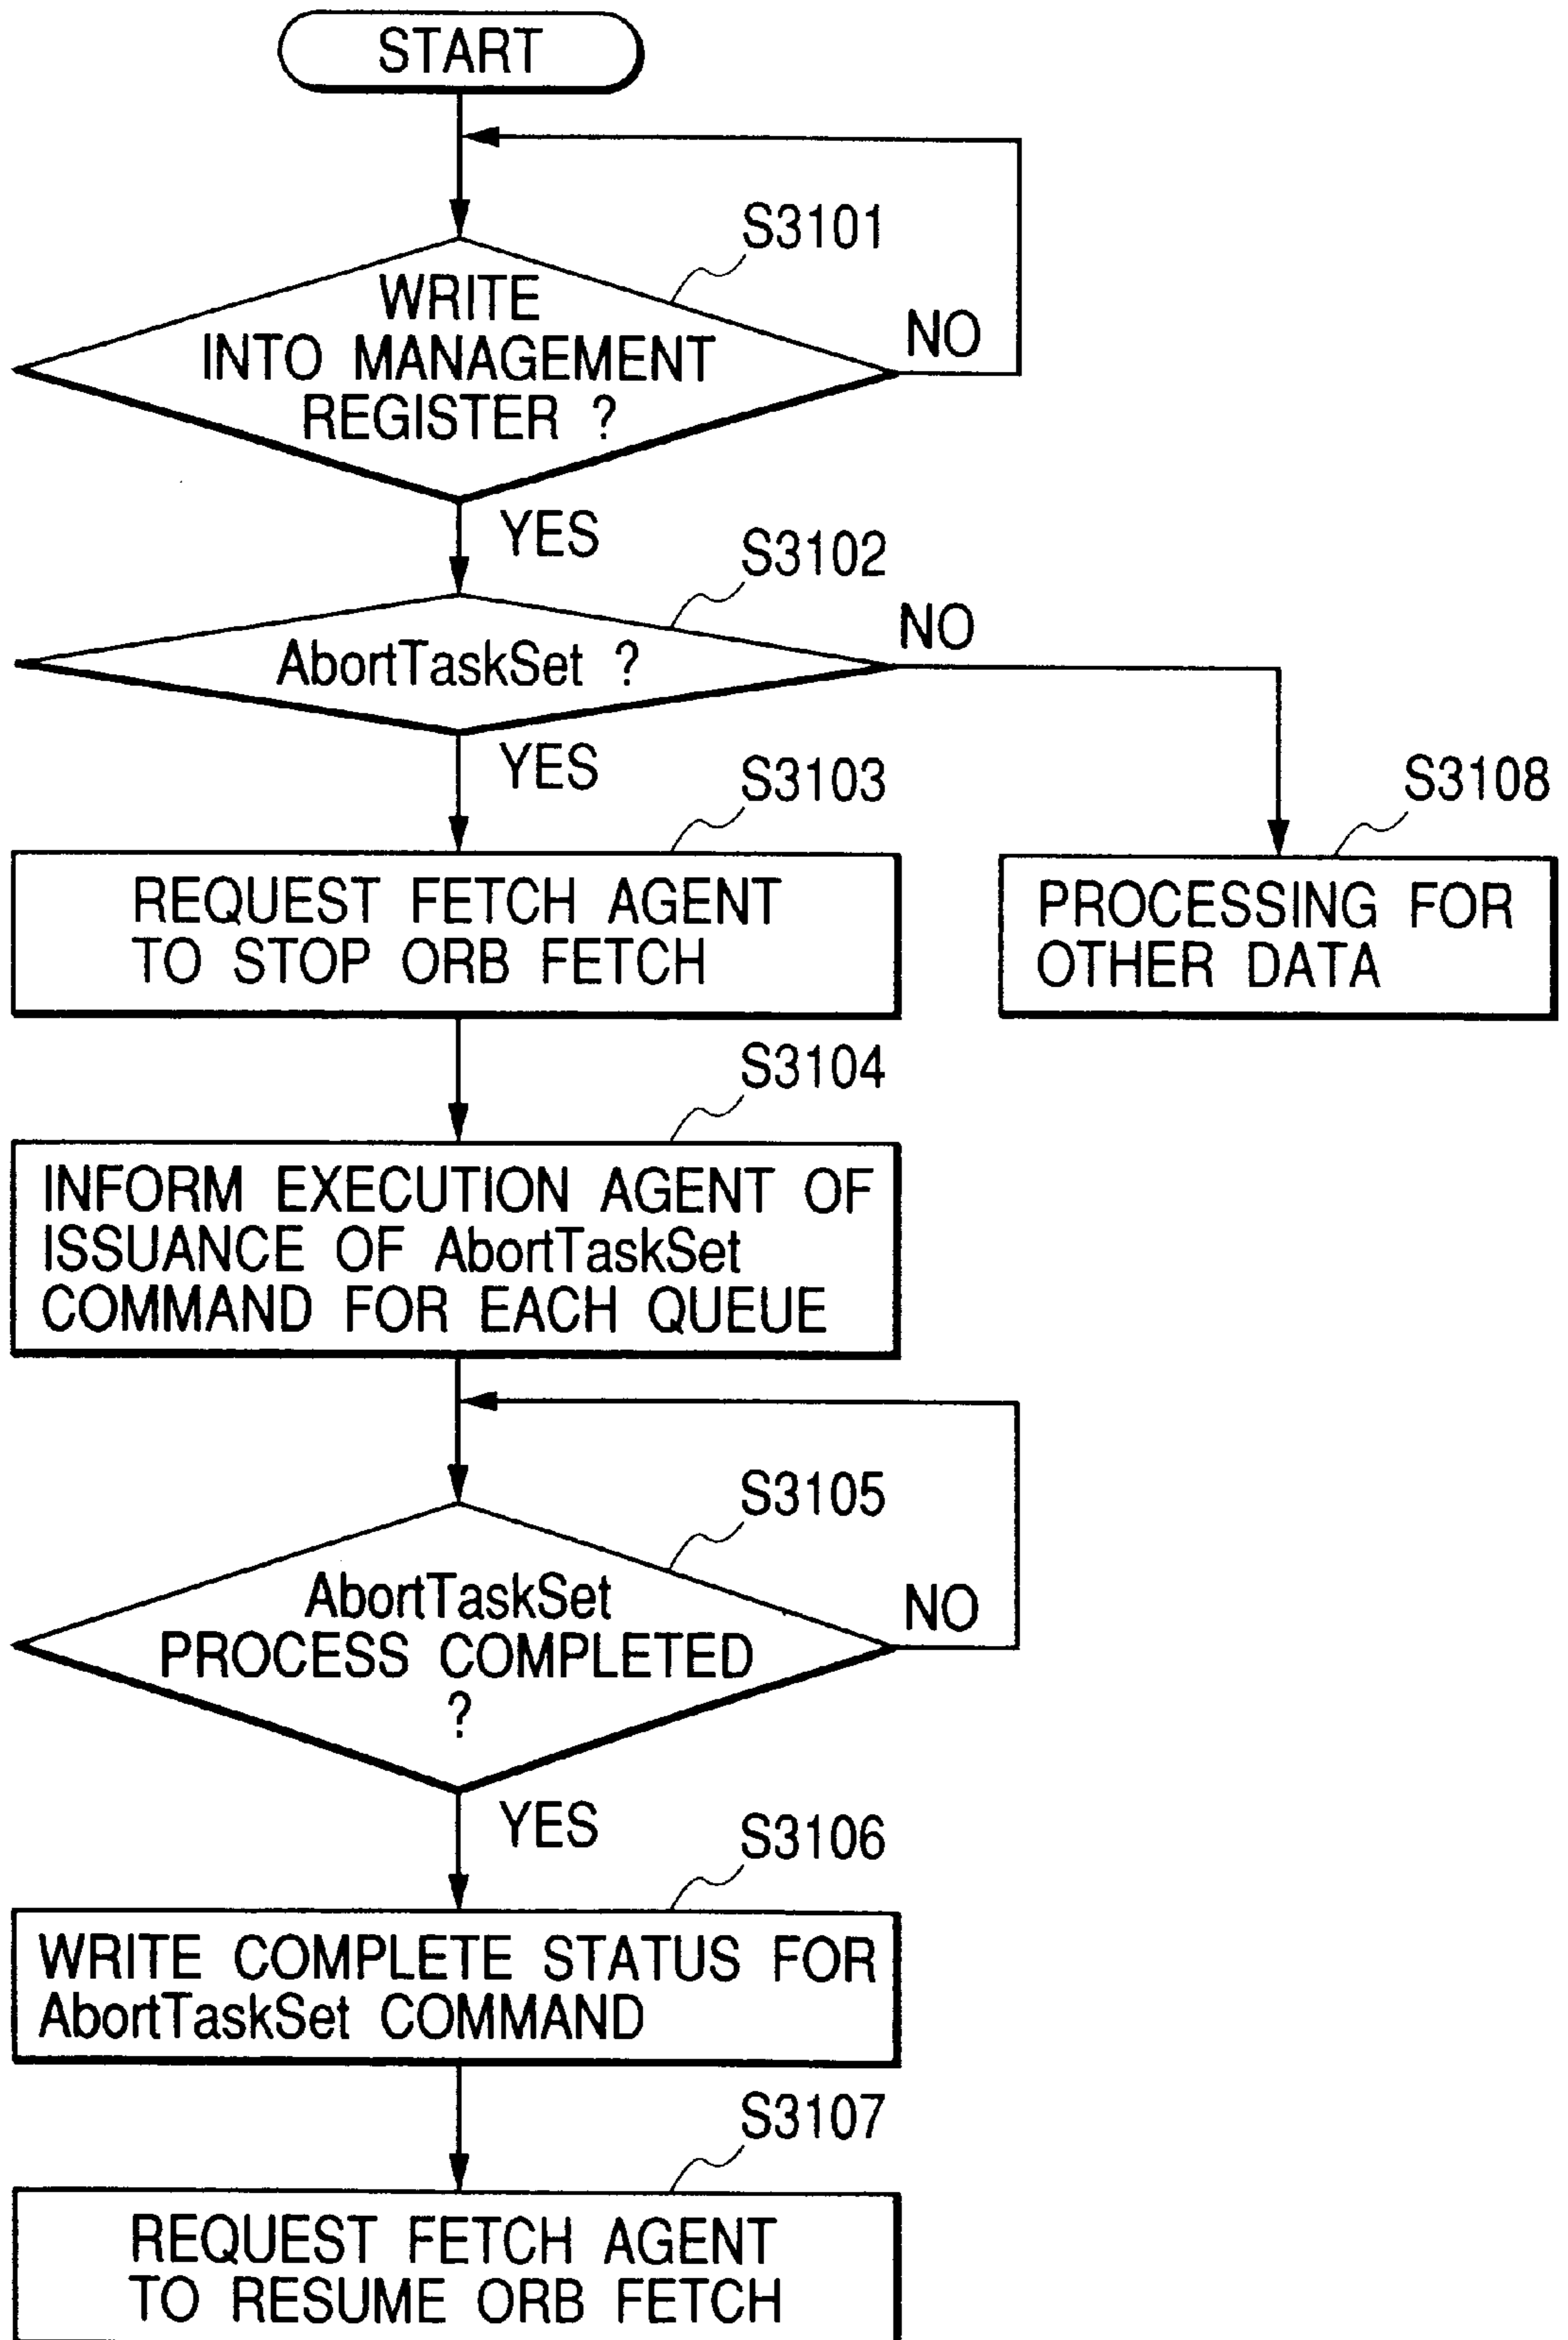 START
S3101
WRITE
INTO MANAGEMENT
REGISTER ?
NO
YES
S3102
AbortTaskSet ?
NO
YES
S3103
REQUEST FETCH AGENT
TO STOP ORB FETCH
S3108
PROCESSING FOR
OTHER DATA
S3104
INFORM EXECUTION AGENT OF
ISSUANCE OF AbortTaskSet
COMMAND FOR EACH QUEUE
S3105
AbortTaskSet
PROCESS COMPLETED
?
NO
YES
S3106
WRITE COMPLETE STATUS FOR
AbortTaskSet COMMAND
S3107
REQUEST FETCH AGENT
TO RESUME ORB FETCH